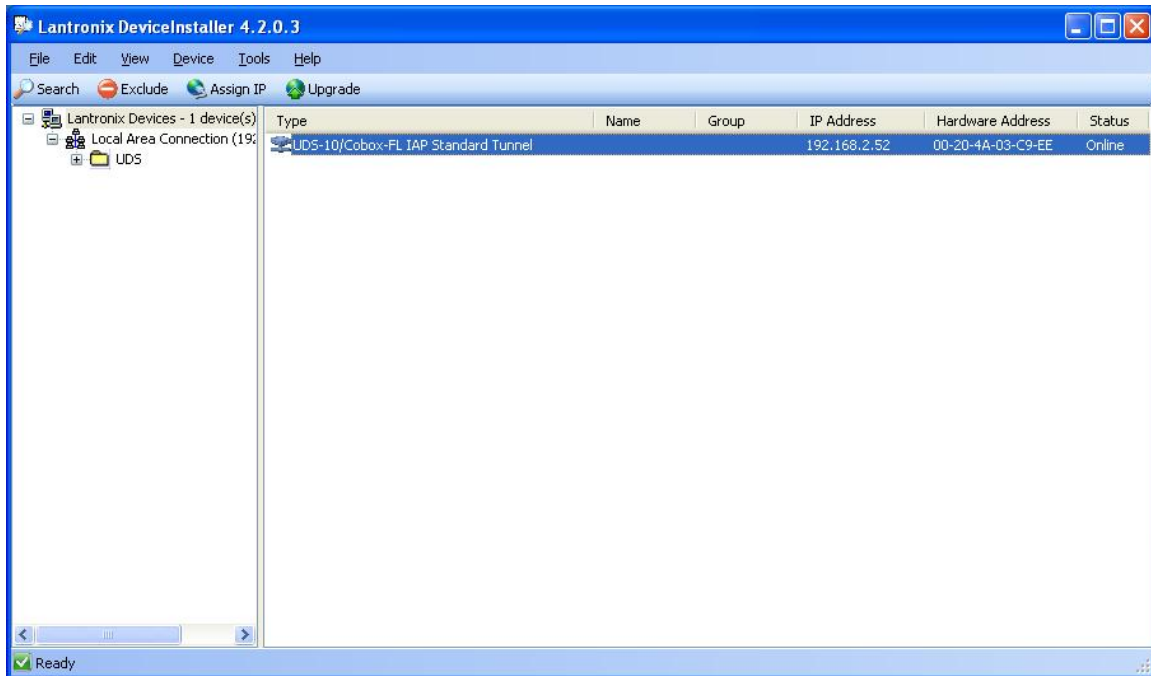 Lantronix DeviceInstaller 4.2.0.3
File Edit View Device Tools Help
Search Exclude Assign IP Upgrade
Lantronix Devices - 1 device(s)
Local Area Connection (192
UDS
Type Name Group IP Address Hardware Address Status
UDS-10/Cobox-FL IAP Standard Tunnel 192.168.2.52 00-20-4A-03-C9-EE Online
Ready